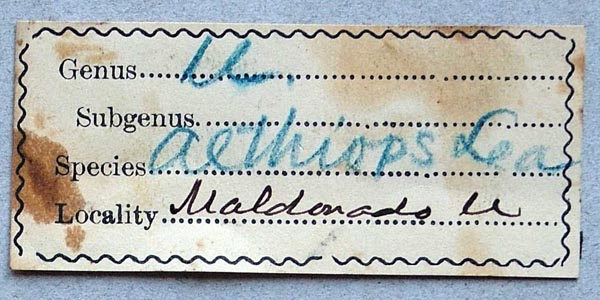 Genus U.
Subgenus
Species aethiops Lea
Locality Maldonado U